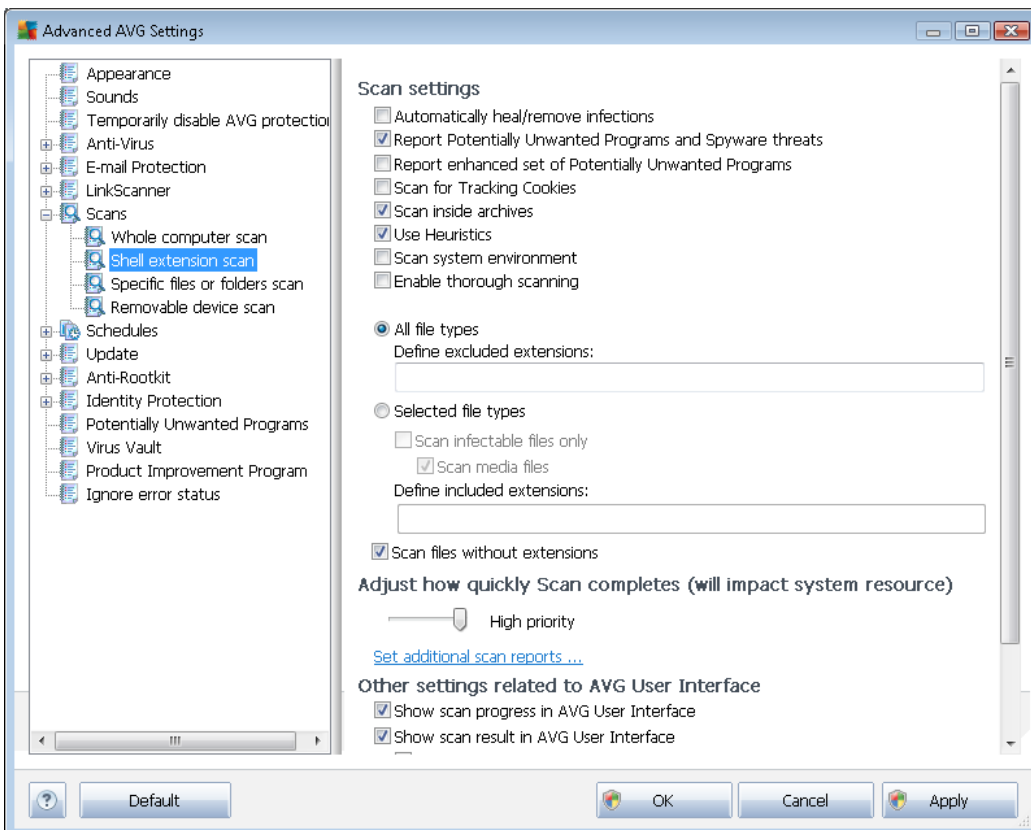 Advanced AVG Settings
Appearance
Sounds
Temporarily disable AVG protection
Anti-Virus
E-mail Protection
LinkScanner
Scans
Whole computer scan
Shell extension scan
Specific files or folders scan
Removable device scan
Schedules
Update
Anti-Rootkit
Identity Protection
Potentially Unwanted Programs
Virus Vault
Product Improvement Program
Ignore error status
Scan settings
Automatically heal/remove infections
Report Potentially Unwanted Programs and Spyware threats
Report enhanced set of Potentially Unwanted Programs
Scan for Tracking Cookies
Scan inside archives
Use Heuristics
Scan system environment
Enable thorough scanning
All file types
Define excluded extensions:
Selected file types
Scan infectable files only
Scan media files
Define included extensions:
Scan files without extensions
Adjust how quickly Scan completes (will impact system resource)
High priority
Set additional scan reports ...
Other settings related to AVG User Interface
Show scan progress in AVG User Interface
Show scan result in AVG User Interface
?
Default
OK
Cancel
Apply